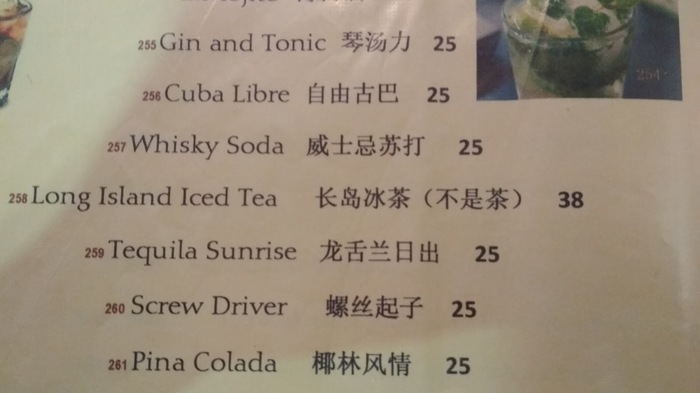 255 Gin and Tonic 琴汤力 25
254
256 Cuba Libre 自由古巴 25
257 Whisky Soda 威士忌苏打 25
258 Long Island Iced Tea 长岛冰茶（不是茶） 38
259 Tequila Sunrise 龙舌兰日出 25
260 Screw Driver 螺丝起子 25
261 Pina Colada 椰林风情 25